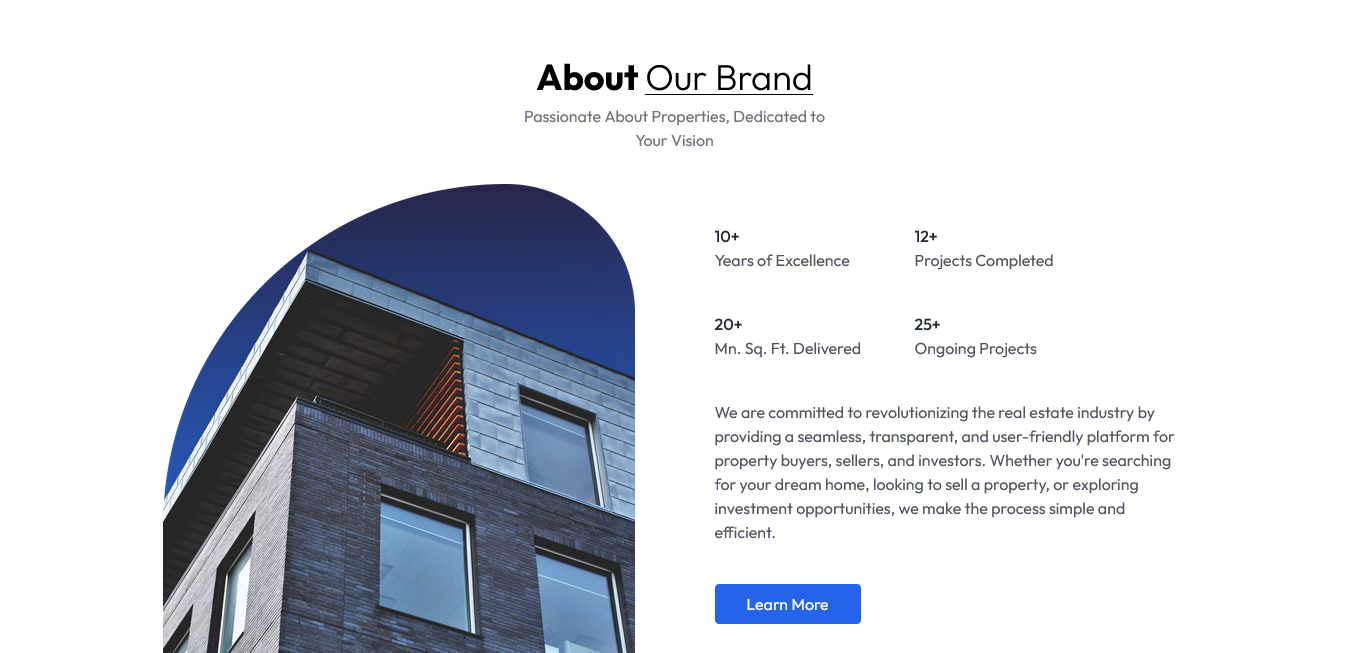 About Our Brand
Passionate About Properties, Dedicated to
Your Vision
10+
Years of Excellence
12+
Projects Completed
20+
Mn. Sq. Ft. Delivered
25+
Ongoing Projects
We are committed to revolutionizing the real estate industry by
providing a seamless, transparent, and user-friendly platform for
property buyers, sellers, and investors. Whether you're searching
for your dream home, looking to sell a property, or exploring
investment opportunities, we make the process simple and
efficient.
Learn More